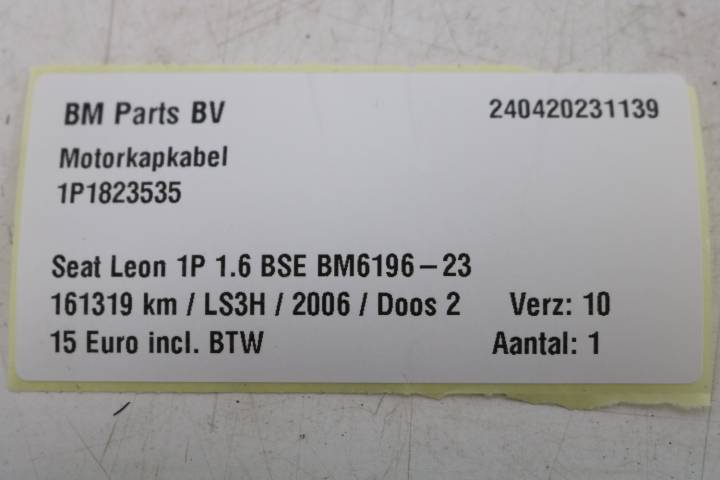 BM Parts BV 240420231139
Motorkapkabel
1P1823535
Seat Leon 1P 1.6 BSE BM6196-23
161319 km / LS3H / 2006 / Doos 2 Verz: 10
15 Euro incl. BTW Aantal: 1